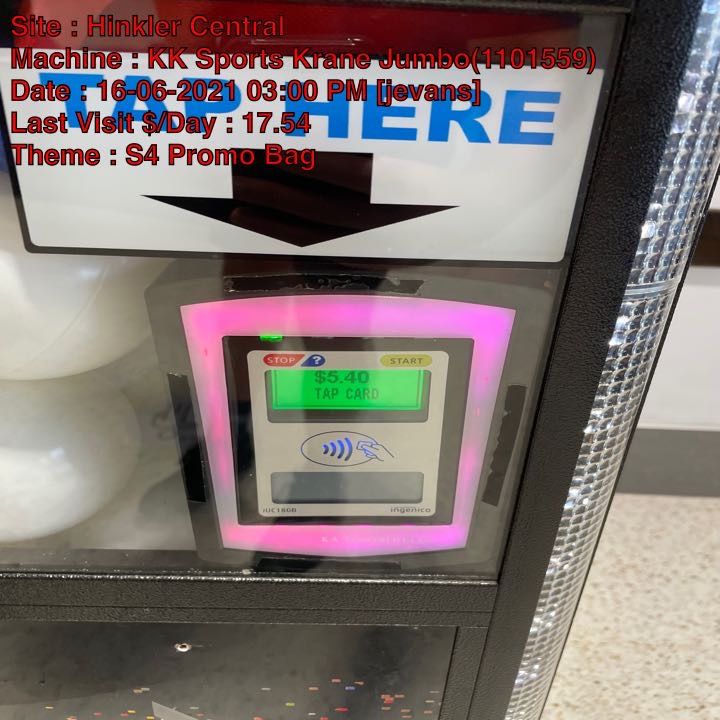 Site : Hinkler Central
Machine : KK Sports Krane Jumbo(1101559)
Date : 16-06-2021 03:00 PM [jevans]
TAP HERE
Last Visit $/Day : 17.54
Theme : S4 Promo Bag
STOP ? START
$5.40
TAP CARD
iUC180B ingenico